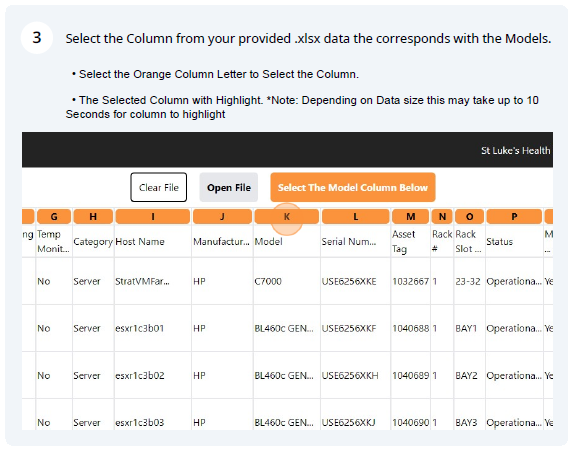 3 Select the Column from your provided .xlsx data the corresponds with the Models.
• Select the Orange Column Letter to Select the Column.
• The Selected Column with Highlight. *Note: Depending on Data size this may take up to 10
Seconds for column to highlight
St Luke's Health
Clear File Open File Select The Model Column Below
G H I J K L M N O P
ng Temp Monit... Category Host Name Manufactur... Model Serial Num... Asset Tag Rack # Rack Slot ... Status M...
No Server StratVMFar... HP C7000 USE6256XKE 1032667 1 23-32 Operationa... Ye
No Server esxr1c3b01 HP BL460c GEN... USE6256XKF 1040688 1 BAY1 Operationa... Ye
No Server esxr1c3b02 HP BL460c GEN... USE6256XKH 1040689 1 BAY2 Operationa... Ye
No Server esxr1c3b03 HP BL460c GEN... USE6256XKJ 1040690 1 BAY3 Operationa... Ye